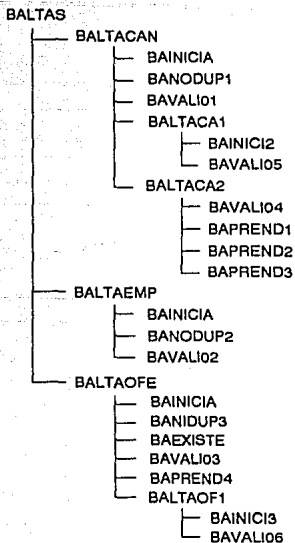 BALTAS
BALTACAN
BAINICIA
BANODUP1
BAVALI01
BALTACA1
BAINICI2
BAVALI05
BALTACA2
BAVALI04
BAPREND1
BAPREND2
BAPREND3
BALTAEMP
BAINICIA
BANODUP2
BAVALI02
BALTAOFE
BAINICIA
BANIDUP3
BAEXISTE
BAVALI03
BAPREND4
BALTAOF1
BAINICI3
BAVALI06